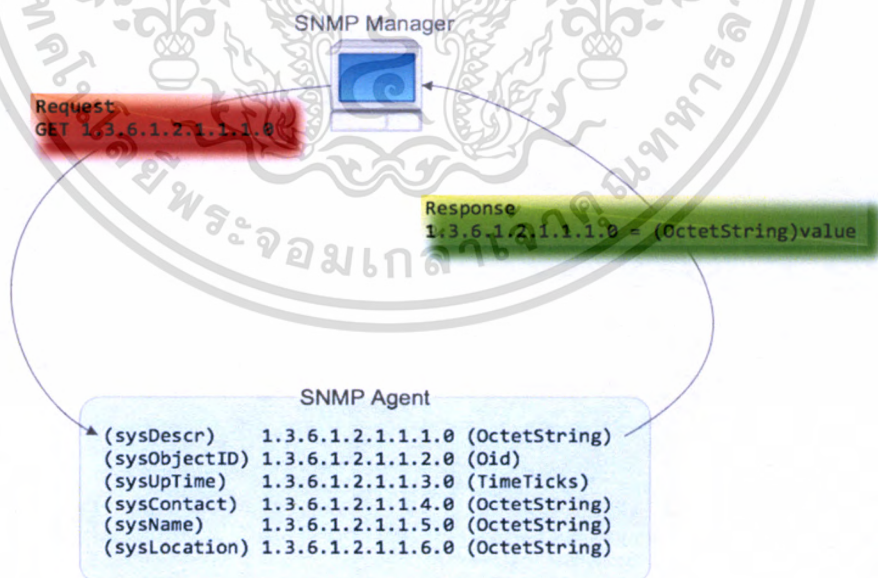 SNMP Manager
Request
GET 1.3.6.1.2.1.1.1.0
Response
1.3.6.1.2.1.1.1.0 = (OctetString)value
SNMP Agent
(sysDescr) 1.3.6.1.2.1.1.1.0 (OctetString)
(sysObjectID) 1.3.6.1.2.1.1.2.0 (Oid)
(sysUpTime) 1.3.6.1.2.1.1.3.0 (TimeTicks)
(sysContact) 1.3.6.1.2.1.1.4.0 (OctetString)
(sysName) 1.3.6.1.2.1.1.5.0 (OctetString)
(sysLocation) 1.3.6.1.2.1.1.6.0 (OctetString)